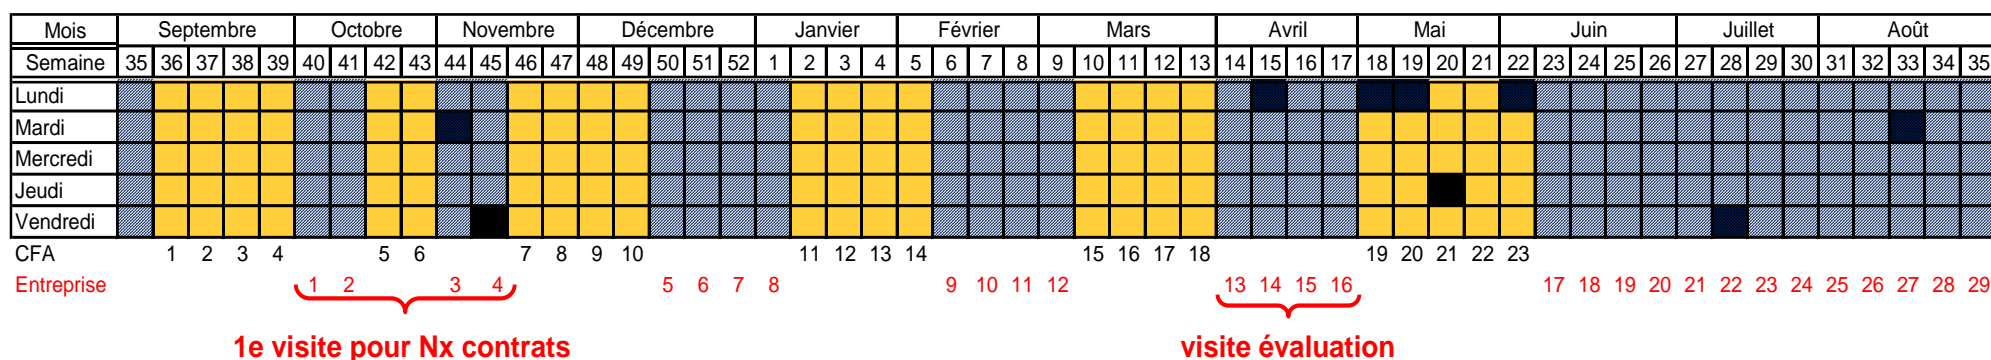 Mois Septembre Octobre Novembre Décembre Janvier Février Mars Avril Mai Juin Juillet Août
Semaine 35 36 37 38 39 40 41 42 43 44 45 46 47 48 49 50 51 52 1 2 3 4 5 6 7 8 9 10 11 12 13 14 15 16 17 18 19 20 21 22 23 24 25 26 27 28 29 30 31 32 33 34 35
Lundi
Mardi
Mercredi
Jeudi
Vendredi
CFA 1 2 3 4 5 6 7 8 9 10 11 12 13 14 15 16 17 18 19 20 21 22 23
Entreprise 1 2 3 4 5 6 7 8 9 10 11 12 13 14 15 16 17 18 19 20 21 22 23 24 25 26 27 28 29
1e visite pour Nx contrats visite évaluation